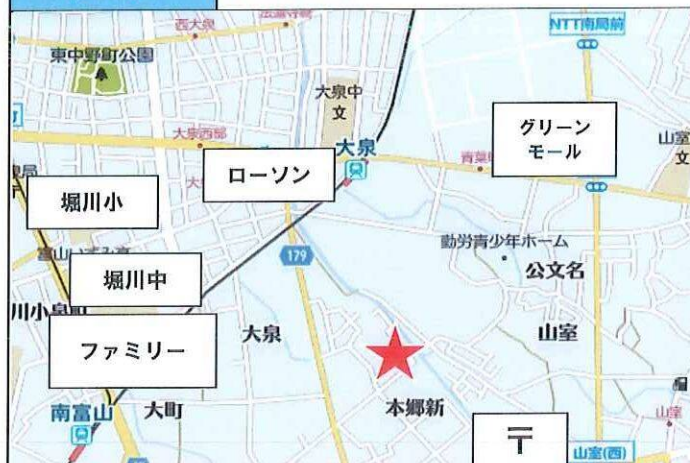 西大泉
NTT南局前
東中野町公園
大泉中
文
大泉西部
大泉
グリーン
モール
山室
文
ローソン
青葉町
堀川小
179
勤労青少年ホーム
公文名
堀川中
大泉
山室
ファミリー
南富山
大町
本郷新
〒
山室
山室(西)